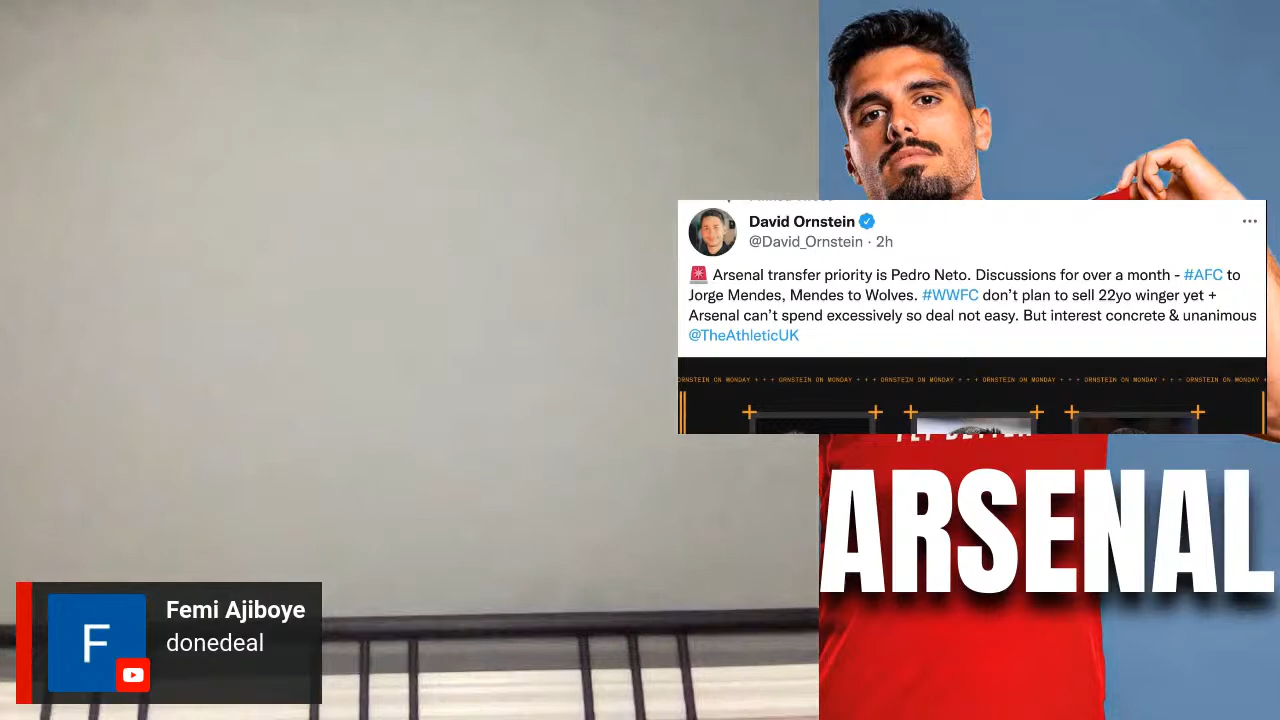 David Ornstein
@David_Ornstein · 2h
Arsenal transfer priority is Pedro Neto. Discussions for over a month - #AFC to
Jorge Mendes, Mendes to Wolves. #WWFC don't plan to sell 22yo winger yet +
Arsenal can't spend excessively so deal not easy. But interest concrete & unanimous
@TheAthleticUK
ORNSTEIN ON MONDAY + + + ORNSTEIN ON MONDAY + + + ORNSTEIN ON MONDAY + + + ORNSTEIN ON MONDAY + + + ORNSTEIN ON MONDAY + + + ORNSTEIN ON MONDAY +
FLY BETTER
ARSENAL
F
Femi Ajiboye
donedeal